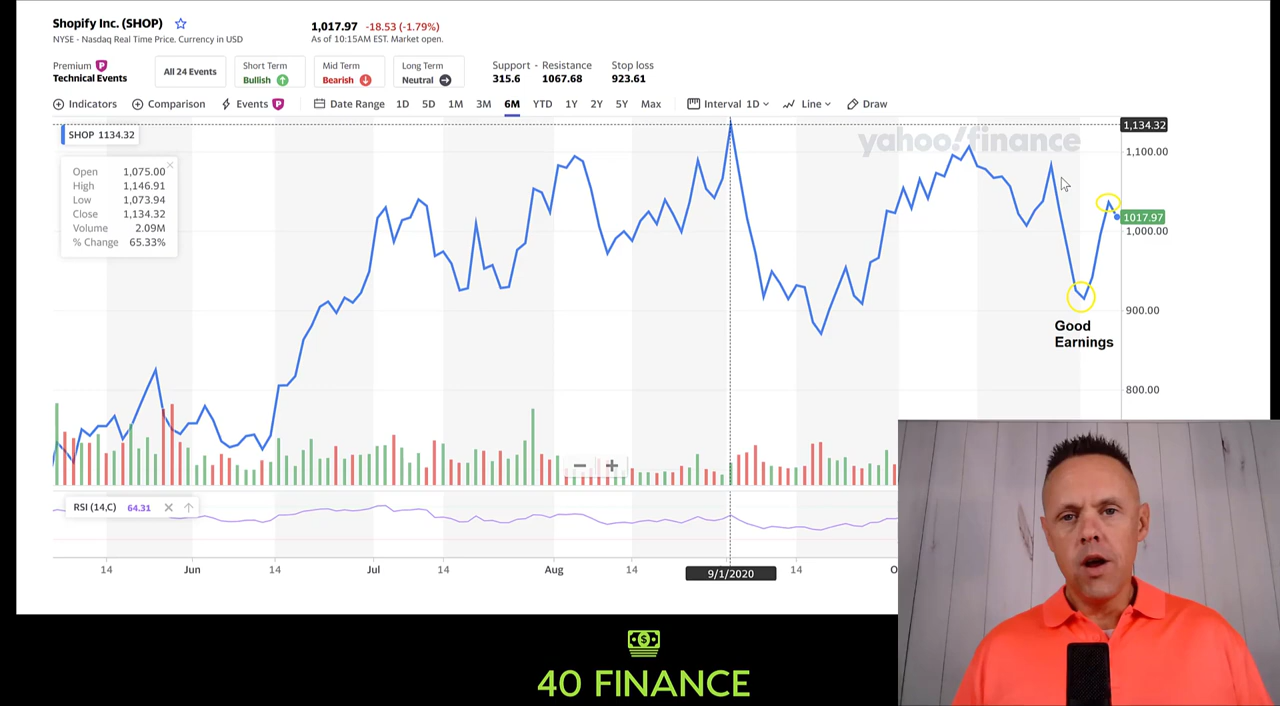 Shopify Inc. (SHOP)
1,017.97 -18.53 (-1.79%)
NYSE - Nasdaq Real Time Price. Currency in USD
As of 10:15AM EST. Market open.
Premium P
Technical Events
All 24 Events
Short Term
Bullish
Mid Term
Bearish
Long Term
Neutral
Support - Resistance
315.6 1067.68
Stop loss
923.61
Indicators Comparison Events P Date Range 1D 5D 1M 3M 6M YTD 1Y 2Y 5Y Max Interval 1D Line Draw
SHOP 1134.32
yahoo!finance
1,134.32
1,100.00
1017.97
1,000.00
900.00
800.00
Open 1,075.00
High 1,146.91
Low 1,073.94
Close 1,134.32
Volume 2.09M
% Change 65.33%
Good
Earnings
RSI (14,C) 64.31
14 Jun 14 Jul 14 Aug 14 9/1/2020 14 O
40 FINANCE